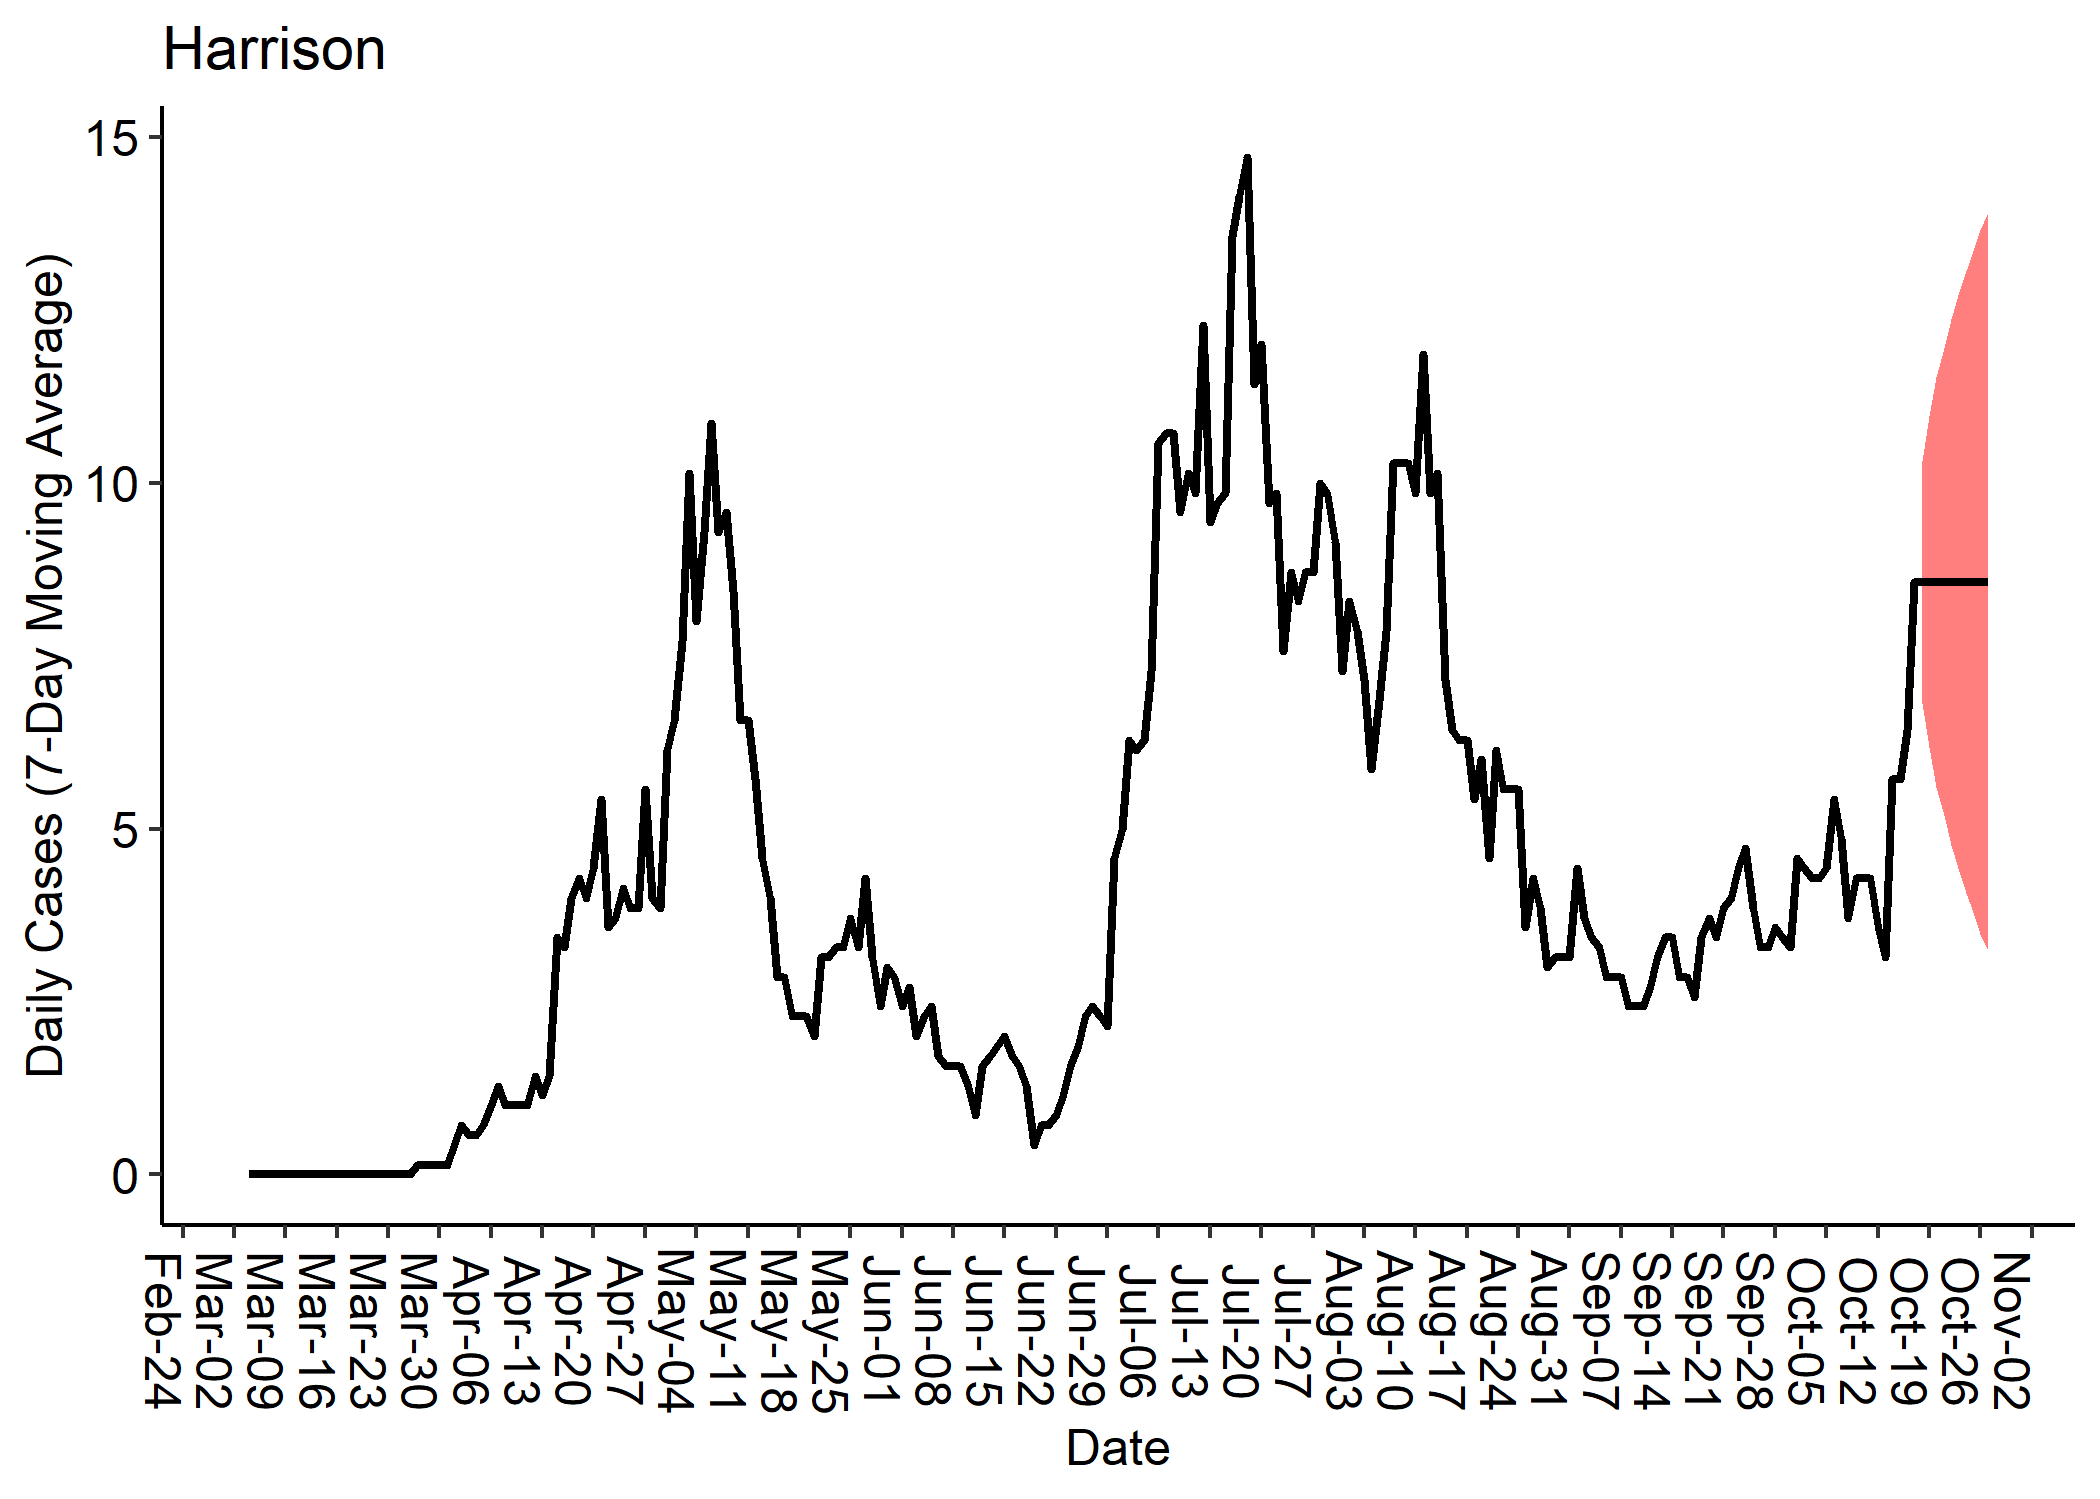 Harrison
Daily Cases (7-Day Moving Average)
15
10
5
0
Feb-24
Mar-02
Mar-09
Mar-16
Mar-23
Mar-30
Apr-06
Apr-13
Apr-20
Apr-27
May-04
May-11
May-18
May-25
Jun-01
Jun-08
Jun-15
Jun-22
Jun-29
Jul-06
Jul-13
Jul-20
Jul-27
Aug-03
Aug-10
Aug-17
Aug-24
Aug-31
Sep-07
Sep-14
Sep-21
Sep-28
Oct-05
Oct-12
Oct-19
Oct-26
Nov-02
Date